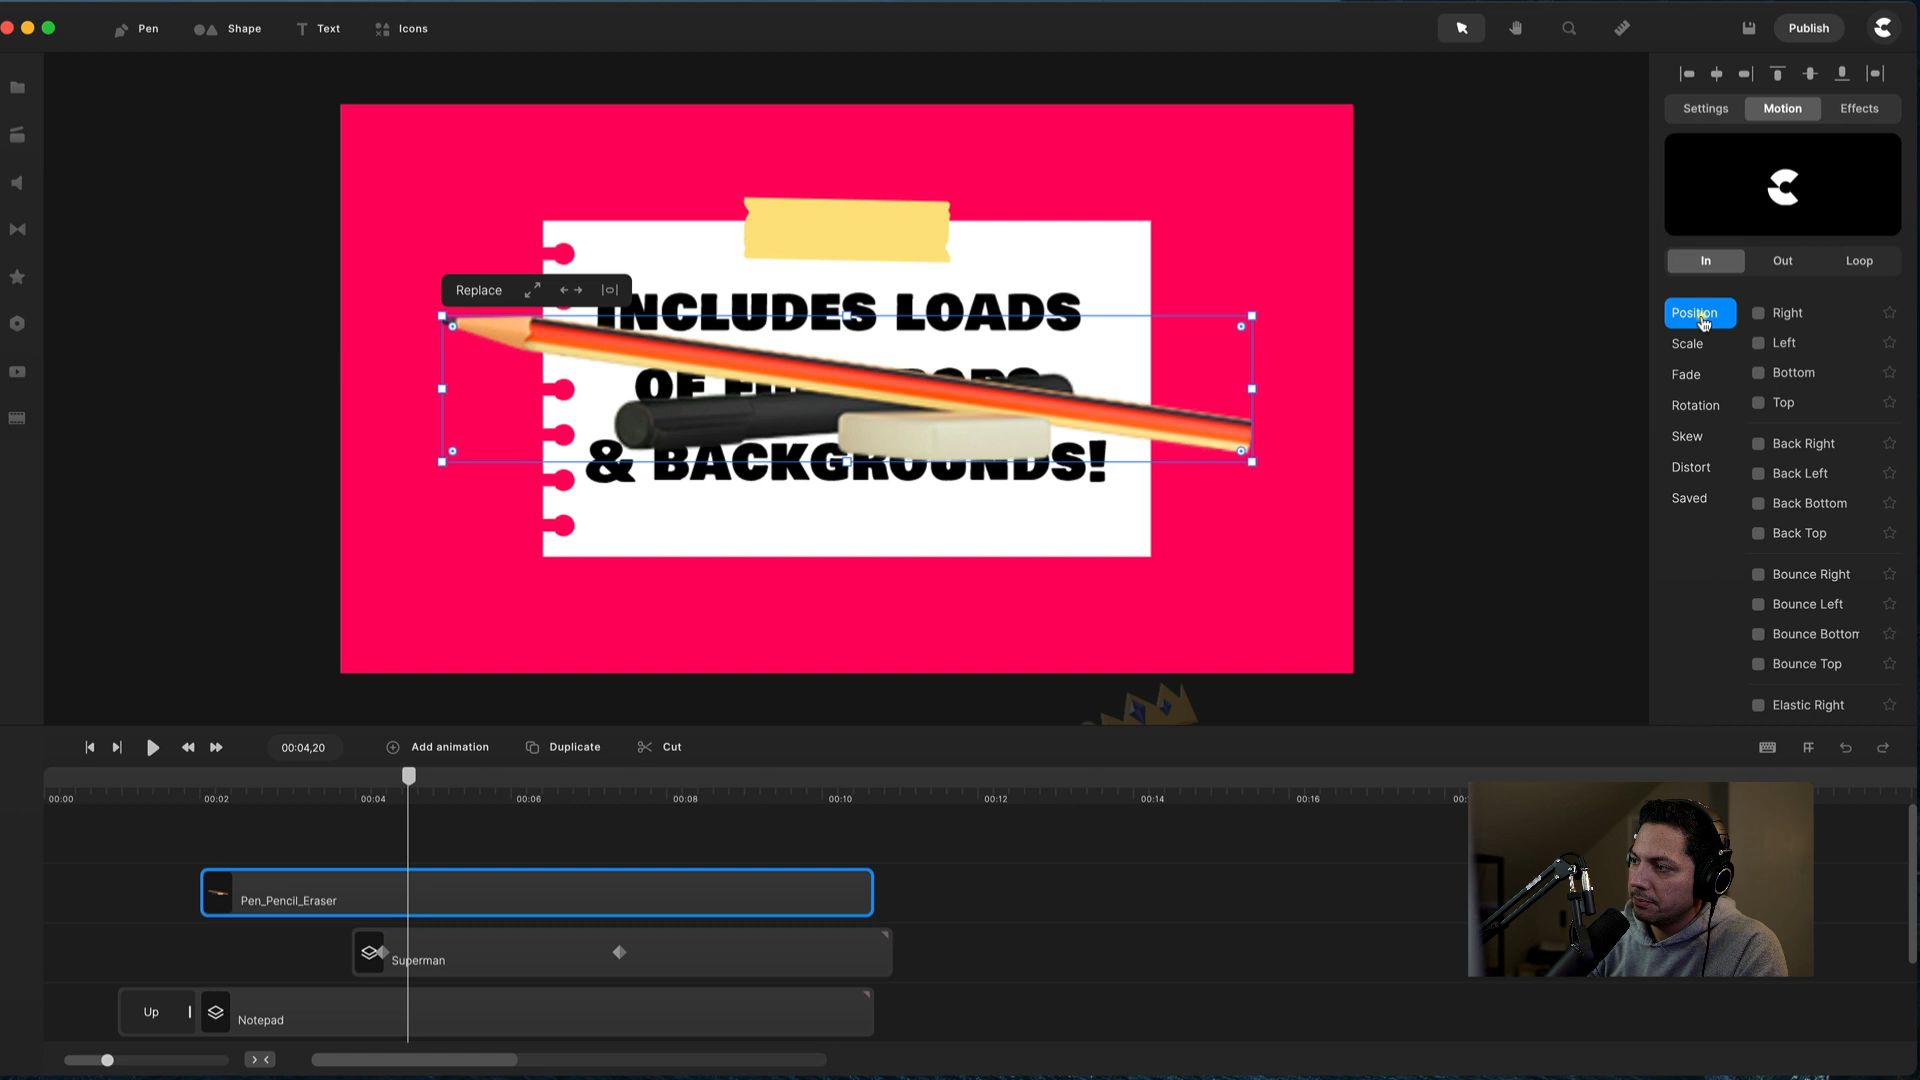 Pen
Shape
Text
Icons
Publish
Settings
Motion
Effects
In
Out
Loop
Position
Scale
Fade
Rotation
Skew
Distort
Saved
Right
Left
Bottom
Top
Back Right
Back Left
Back Bottom
Back Top
Bounce Right
Bounce Left
Bounce Bottom
Bounce Top
Elastic Right
Replace
INCLUDES LOADS
OF
& BACKGROUNDS!
00:04,20
Add animation
Duplicate
Cut
00:00
00:02
00:04
00:06
00:08
00:10
00:12
00:14
00:16
Pen_Pencil_Eraser
Superman
Up
Notepad